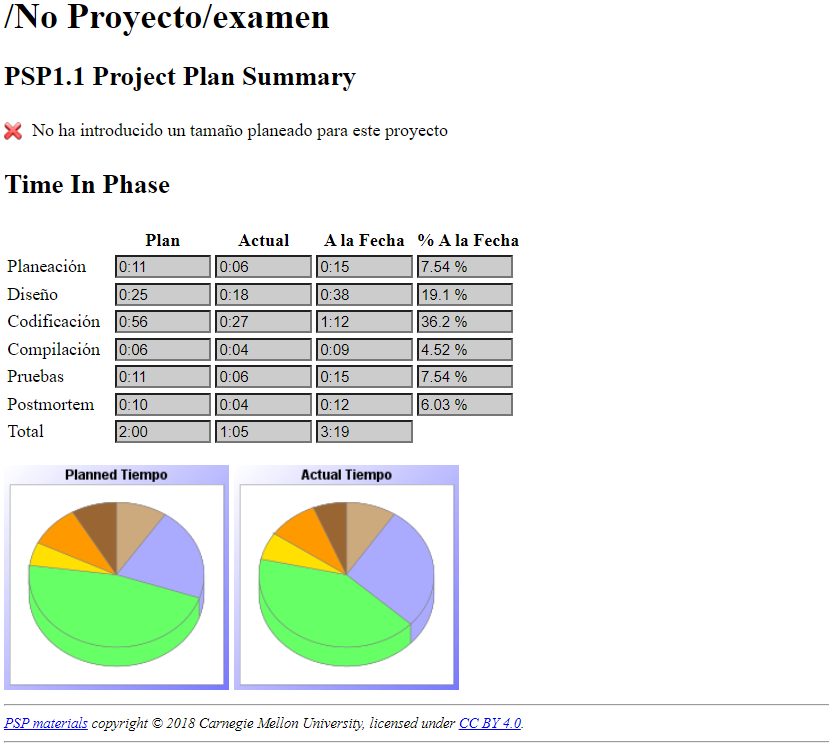 /No Proyecto/examen
PSP1.1 Project Plan Summary
No ha introducido un tamaño planeado para este proyecto
Time In Phase
Plan Actual A la Fecha % A la Fecha
Planeación 0:11 0:06 0:15 7.54 %
Diseño 0:25 0:18 0:38 19.1 %
Codificación 0:56 0:27 1:12 36.2 %
Compilación 0:06 0:04 0:09 4.52 %
Pruebas 0:11 0:06 0:15 7.54 %
Postmortem 0:10 0:04 0:12 6.03 %
Total 2:00 1:05 3:19
Planned Tiempo Actual Tiempo
PSP materials copyright © 2018 Carnegie Mellon University, licensed under CC BY 4.0.